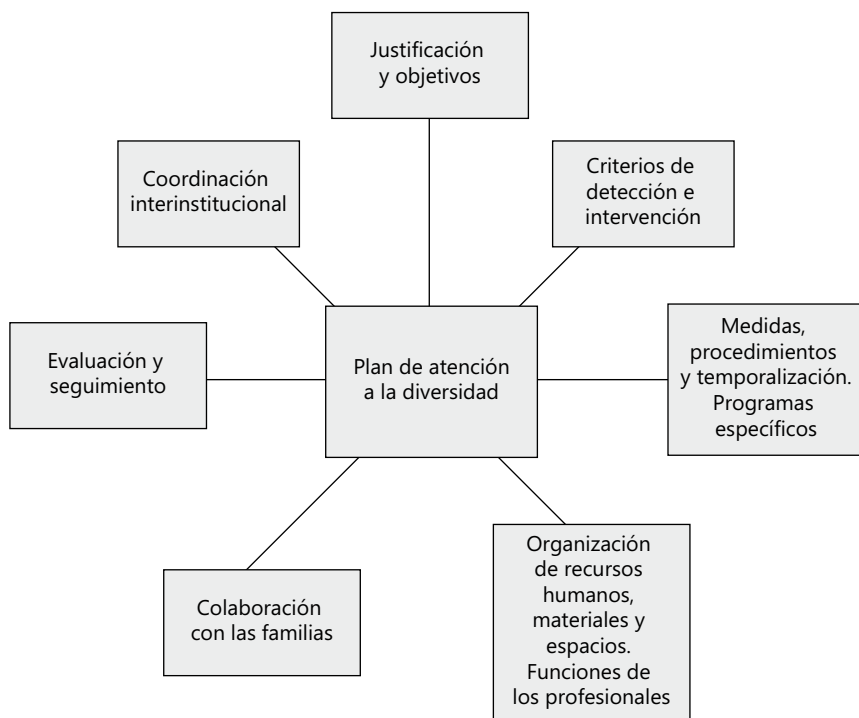 Justificación
y objetivos
Coordinación
interinstitucional
Criterios de
detección e
intervención
Evaluación y
seguimiento
Plan de atención
a la diversidad
Medidas,
procedimientos
y temporalización.
Programas
específicos
Colaboración
con las familias
Organización
de recursos
humanos,
materiales y
espacios.
Funciones de
los profesionales